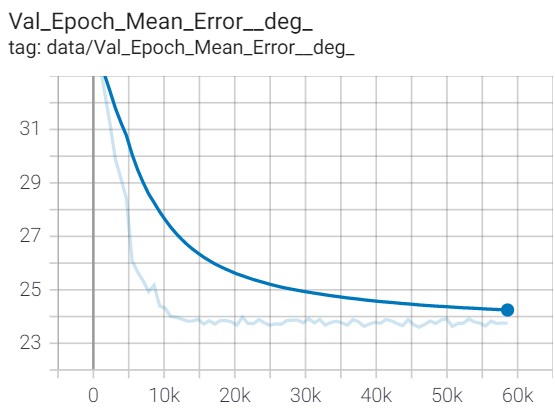 Val_Epoch_Mean_Error__deg_
tag: data/Val_Epoch_Mean_Error__deg_
31
29
27
25
23
0 10k 20k 30k 40k 50k 60k